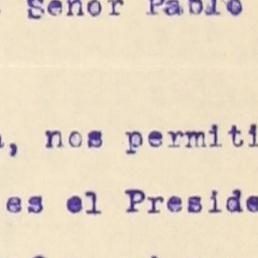 Señor Pablo
, nos permiti
es el Preside